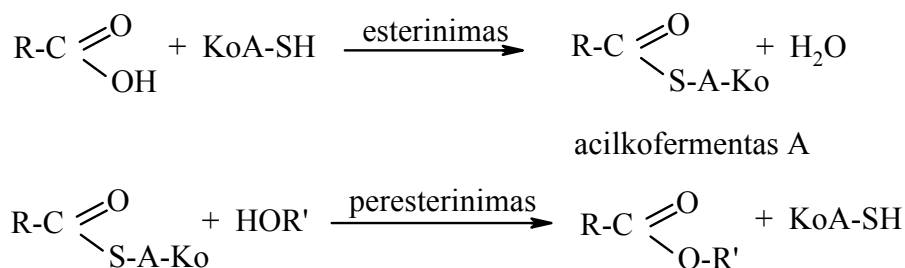 R-C O OH + KoA-SH esterinimas R-C O S-A-Ko + H2O
acilkofermentas A
R-C O S-A-Ko + HOR' peresterinimas R-C O O-R' + KoA-SH